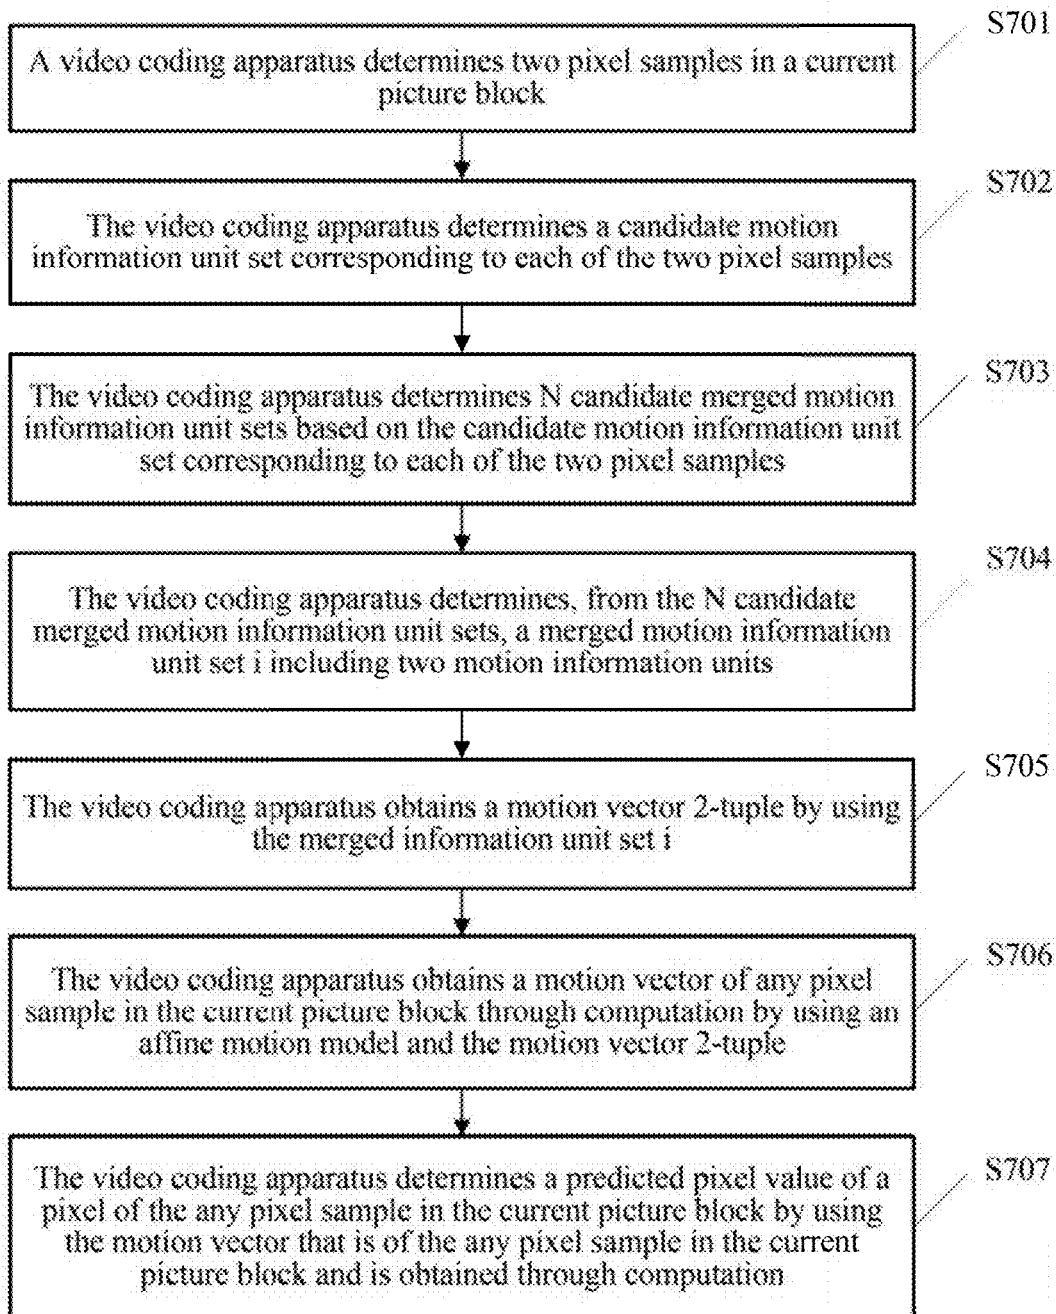 S701
A video coding apparatus determines two pixel samples in a current
picture block
S702
The video coding apparatus determines a candidate motion
information unit set corresponding to each of the two pixel samples
S703
The video coding apparatus determines N candidate merged motion
information unit sets based on the candidate motion information unit
set corresponding to each of the two pixel samples
S704
The video coding apparatus determines, from the N candidate
merged motion information unit sets, a merged motion information
unit set i including two motion information units
S705
The video coding apparatus obtains a motion vector 2-tuple by using
the merged information unit set i
S706
The video coding apparatus obtains a motion vector of any pixel
sample in the current picture block through computation by using an
affine motion model and the motion vector 2-tuple
S707
The video coding apparatus determines a predicted pixel value of a
pixel of the any pixel sample in the current picture block by using
the motion vector that is of the any pixel sample in the current
picture block and is obtained through computation